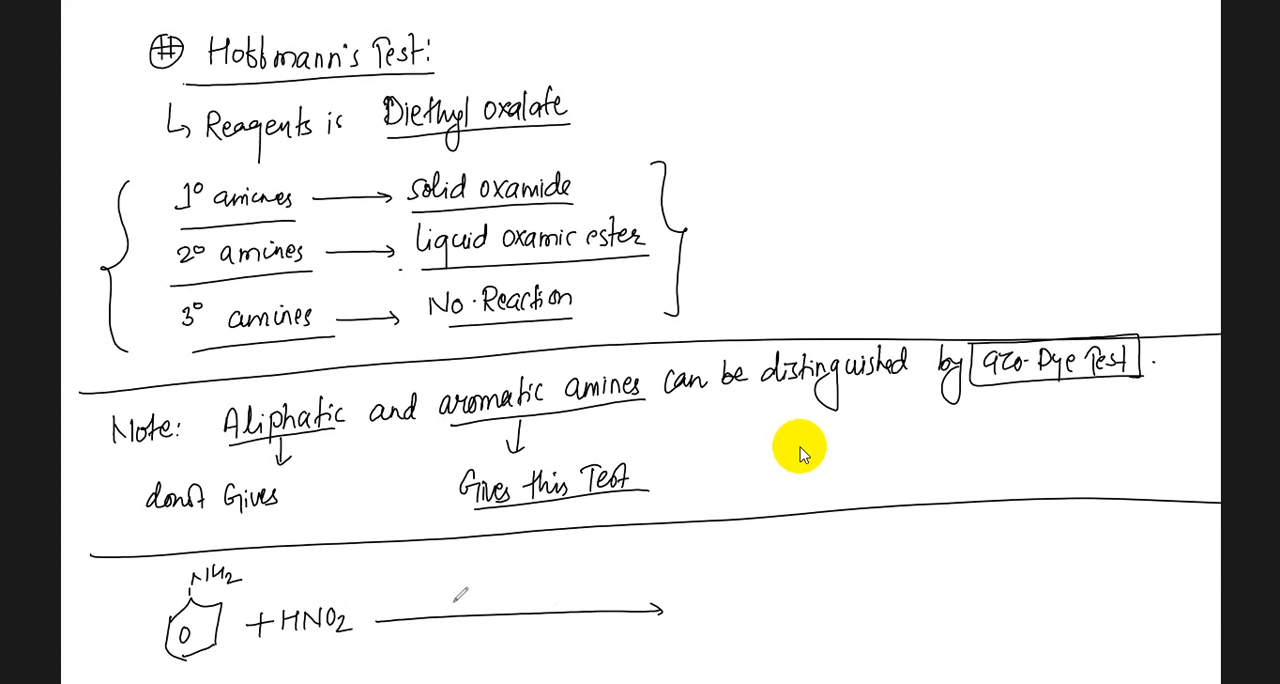 # Hoffmann's Test:
↳ Reagents is Diethyl oxalate
1° amines → solid oxamide
2° amines → liquid oxamic ester
3° amines → No Reaction
Note: Aliphatic and aromatic amines can be distinguished by azo-Dye Test.
don't Gives Gives this Test
NH2
+ HNO2 →